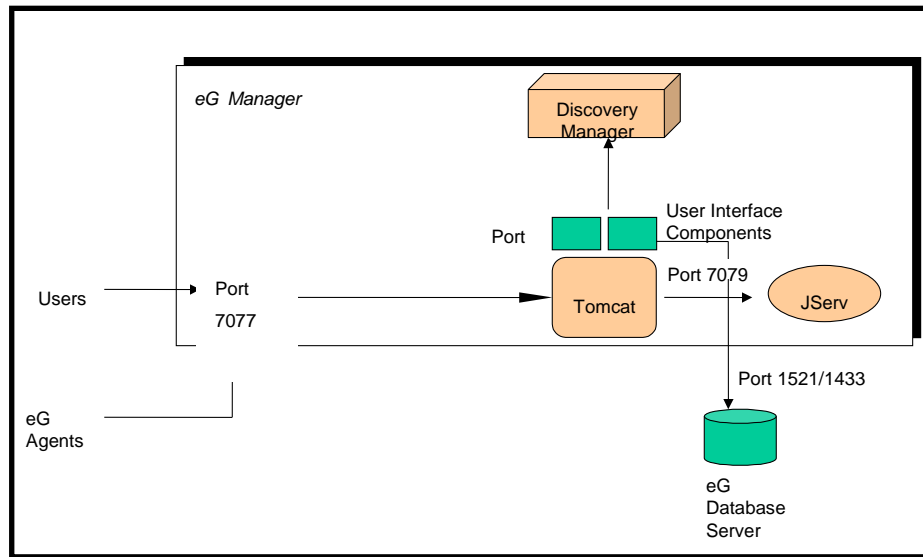 eG Manager
Discovery
Manager
User Interface
Components
Port
Port 7079
Users
Port
7077
Tomcat
JServ
Port 1521/1433
eG
Agents
eG
Database
Server